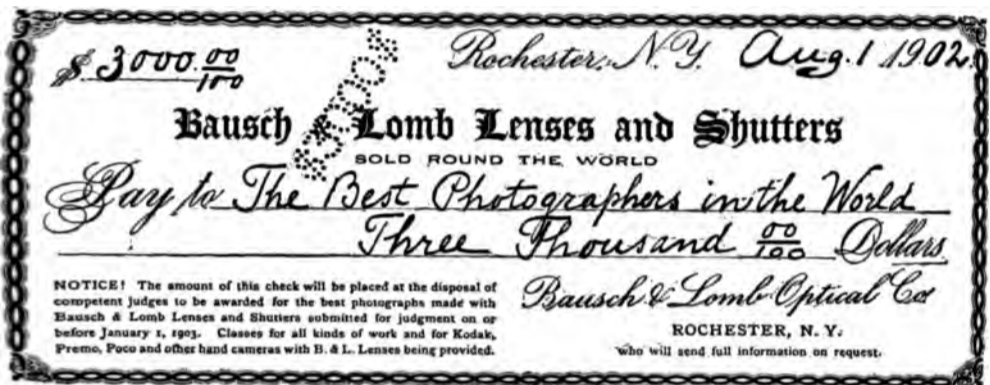 $ 3000.00/100
Rochester, N.Y. Aug. 1 1902.
Bausch & Lomb Lenses and Shutters
SOLD ROUND THE WORLD
Pay to The Best Photographers in the World
Three Thousand 00/100 Dollars
NOTICE! The amount of this check will be placed at the disposal of
competent judges to be awarded for the best photographs made with
Bausch & Lomb Lenses and Shutters submitted for judgment on or
before January 1, 1903. Classes for all kinds of work and for Kodak,
Premo, Poco and other hand cameras with B. & L. Lenses being provided.
Bausch & Lomb Optical Co
ROCHESTER, N. Y.
who will send full information on request.